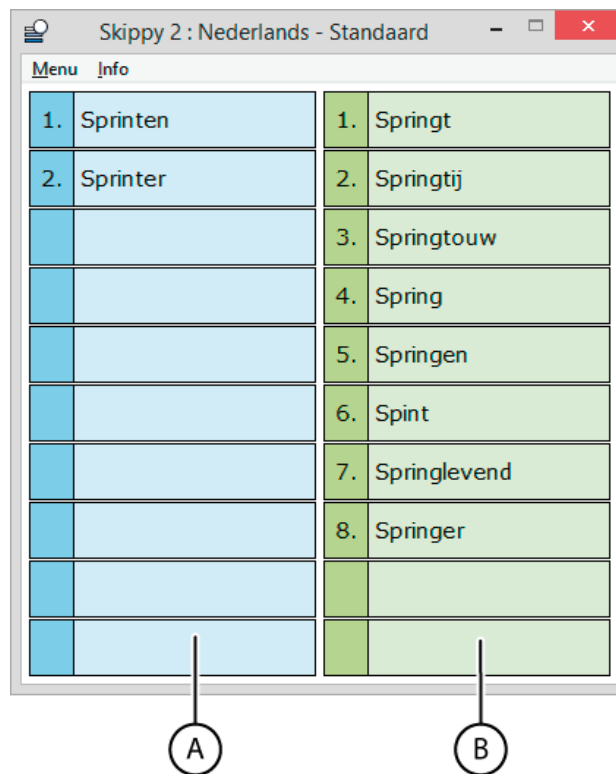 Skippy 2 : Nederlands - Standaard
Menu Info
1. Sprinten
2. Sprinter
1. Springt
2. Springtij
3. Springtouw
4. Spring
5. Springen
6. Spint
7. Springlevend
8. Springer
A
B